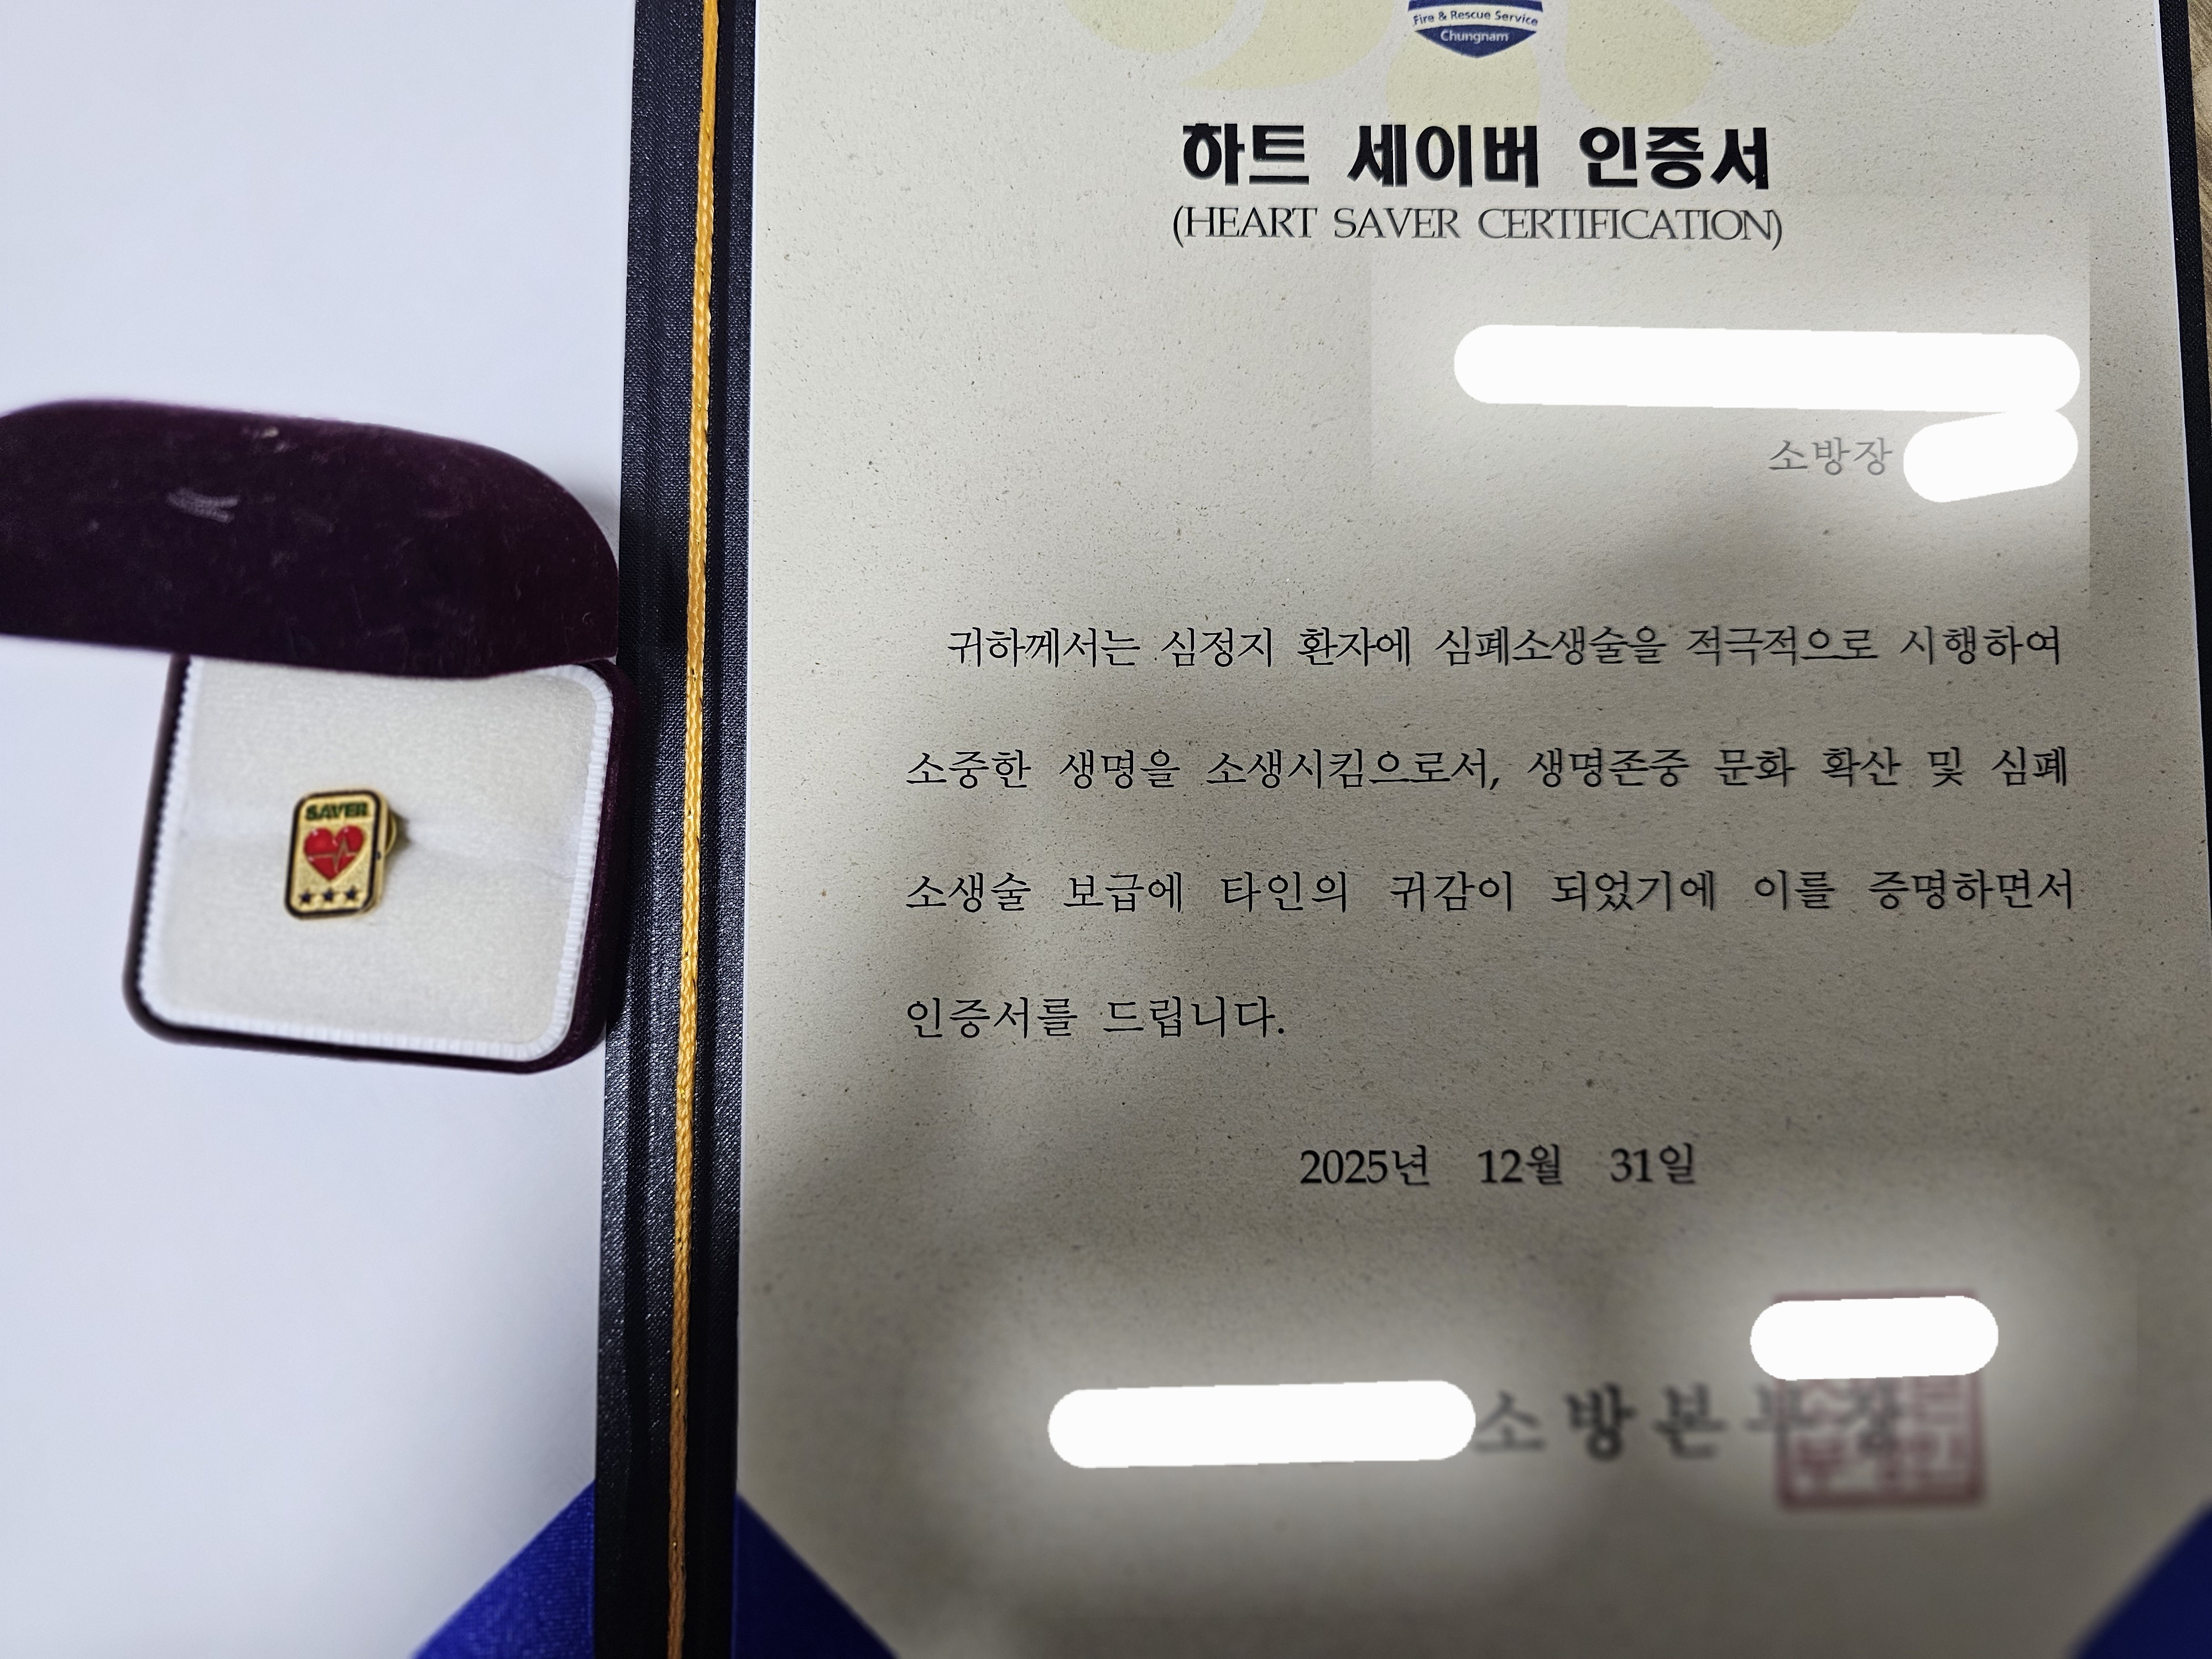 Fire & Rescue Service
Chungnam
하트 세이버 인증서
(HEART SAVER CERTIFICATION)
소방장
귀하께서는 심정지 환자에 심폐소생술을 적극적으로 시행하여
소중한 생명을 소생시킴으로서, 생명존중 문화 확산 및 심폐
소생술 보급에 타인의 귀감이 되었기에 이를 증명하면서
인증서를 드립니다.
2025년 12월 31일
소방본부장
SAVER